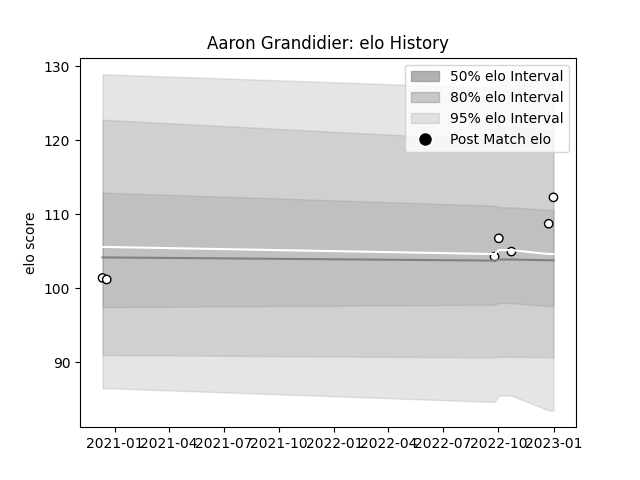 Aaron Grandidier: elo History
130
120
110
100
90
elo score
50% elo Interval
80% elo Interval
95% elo Interval
Post Match elo
2021-01 2021-04 2021-07 2021-10 2022-01 2022-04 2022-07 2022-10 2023-01